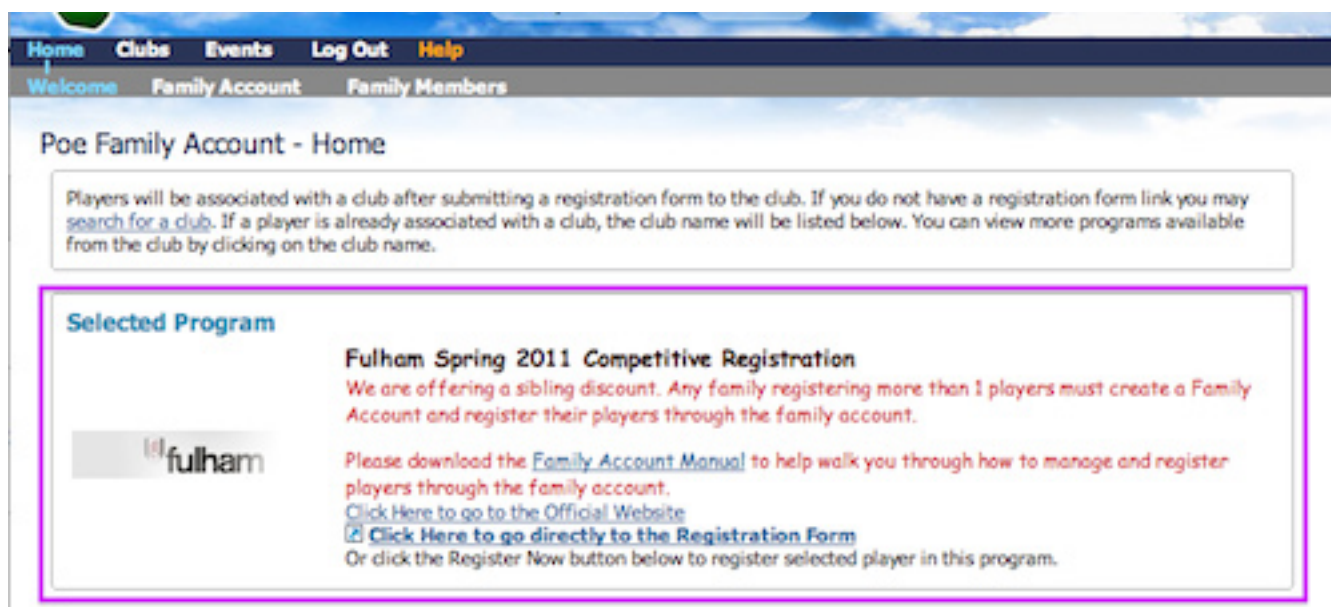 Home Clubs Events Log Out Help
Welcome Family Account Family Members
Poe Family Account - Home
Players will be associated with a club after submitting a registration form to the club. If you do not have a registration form link you may
search for a club. If a player is already associated with a club, the club name will be listed below. You can view more programs available
from the club by clicking on the club name.
Selected Program
Fulham Spring 2011 Competitive Registration
We are offering a sibling discount. Any family registering more than 1 players must create a Family
Account and register their players through the family account.
fulham
Please download the Family Account Manual to help walk you through how to manage and register
players through the family account.
Click Here to go to the Official Website
Click Here to go directly to the Registration Form
Or click the Register Now button below to register selected player in this program.